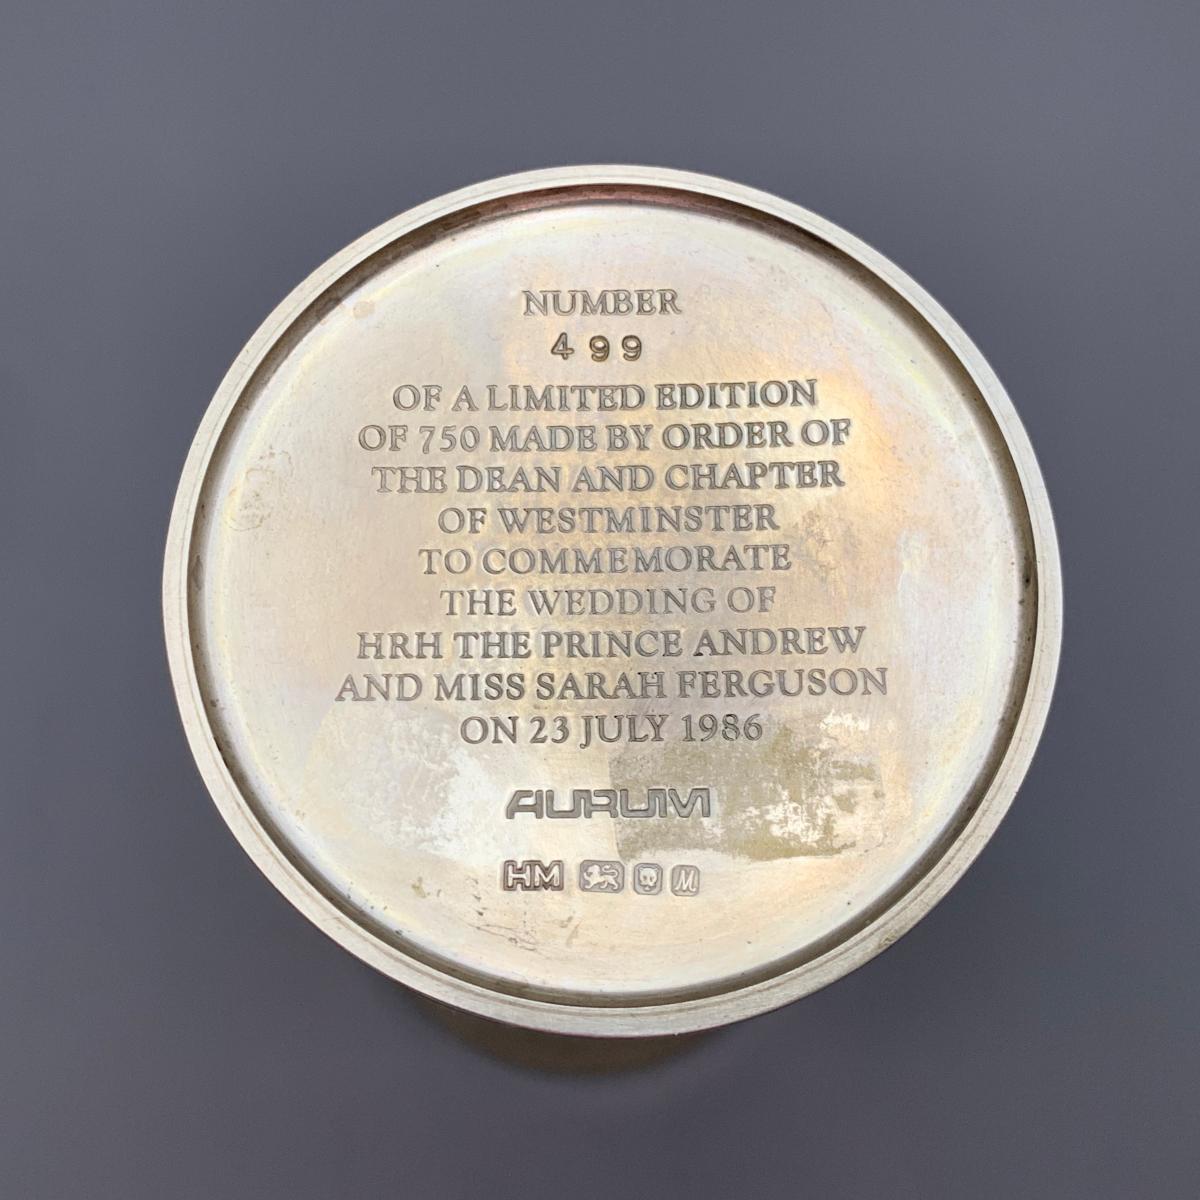 NUMBER
499
OF A LIMITED EDITION
OF 750 MADE BY ORDER OF
THE DEAN AND CHAPTER
OF WESTMINSTER
TO COMMEMORATE
THE WEDDING OF
HRH THE PRINCE ANDREW
AND MISS SARAH FERGUSON
ON 23 JULY 1986
AURUM
HM M